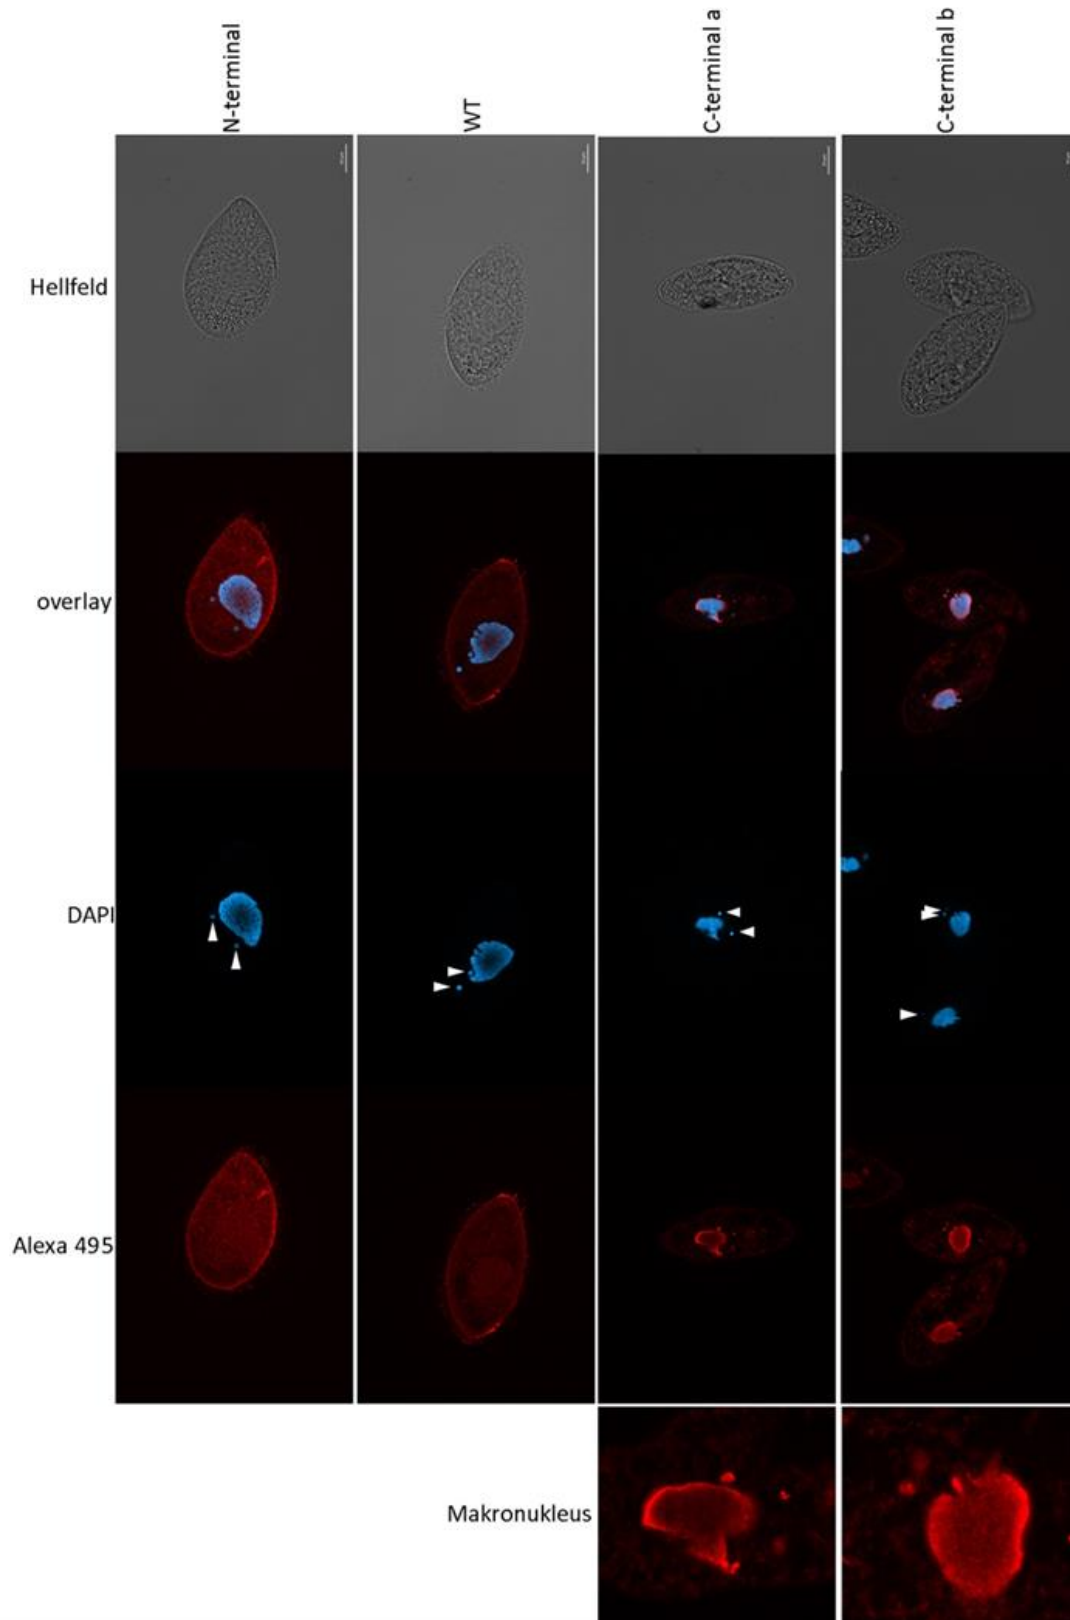 N-terminal
WT
C-terminal a
C-terminal b
Hellfeld
overlay
DAPI
Alexa 495
Makronukleus